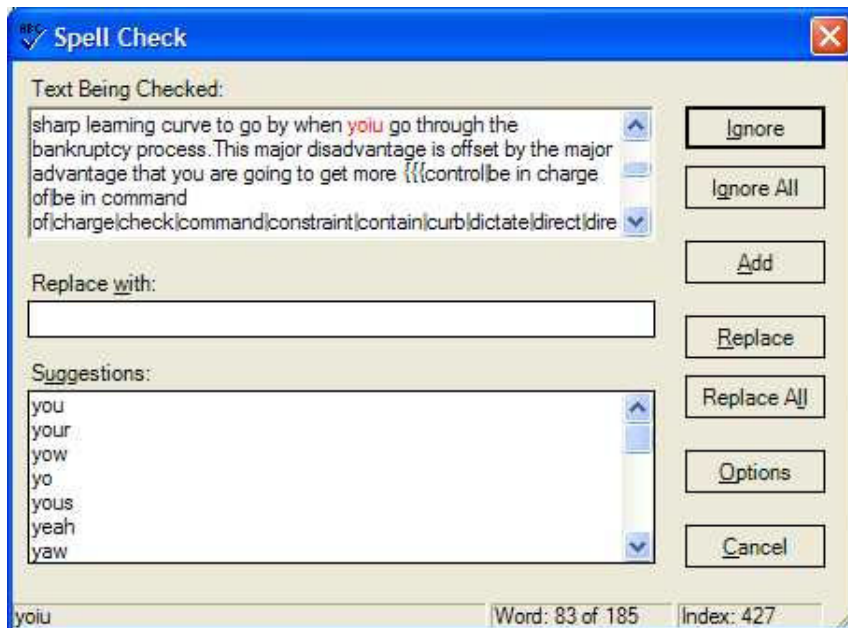 ABC
Spell Check
Text Being Checked:
sharp learning curve to go by when yoiu go through the
bankruptcy process.This major disadvantage is offset by the major
advantage that you are going to get more {{{control|be in charge
of|be in command
of|charge|check|command|constraint|contain|curb|dictate|direct|dire
Replace with:
Suggestions:
you
your
yow
yo
yous
yeah
yaw
Ignore
Ignore All
Add
Replace
Replace All
Options
Cancel
yoiu
Word: 83 of 185
Index: 427